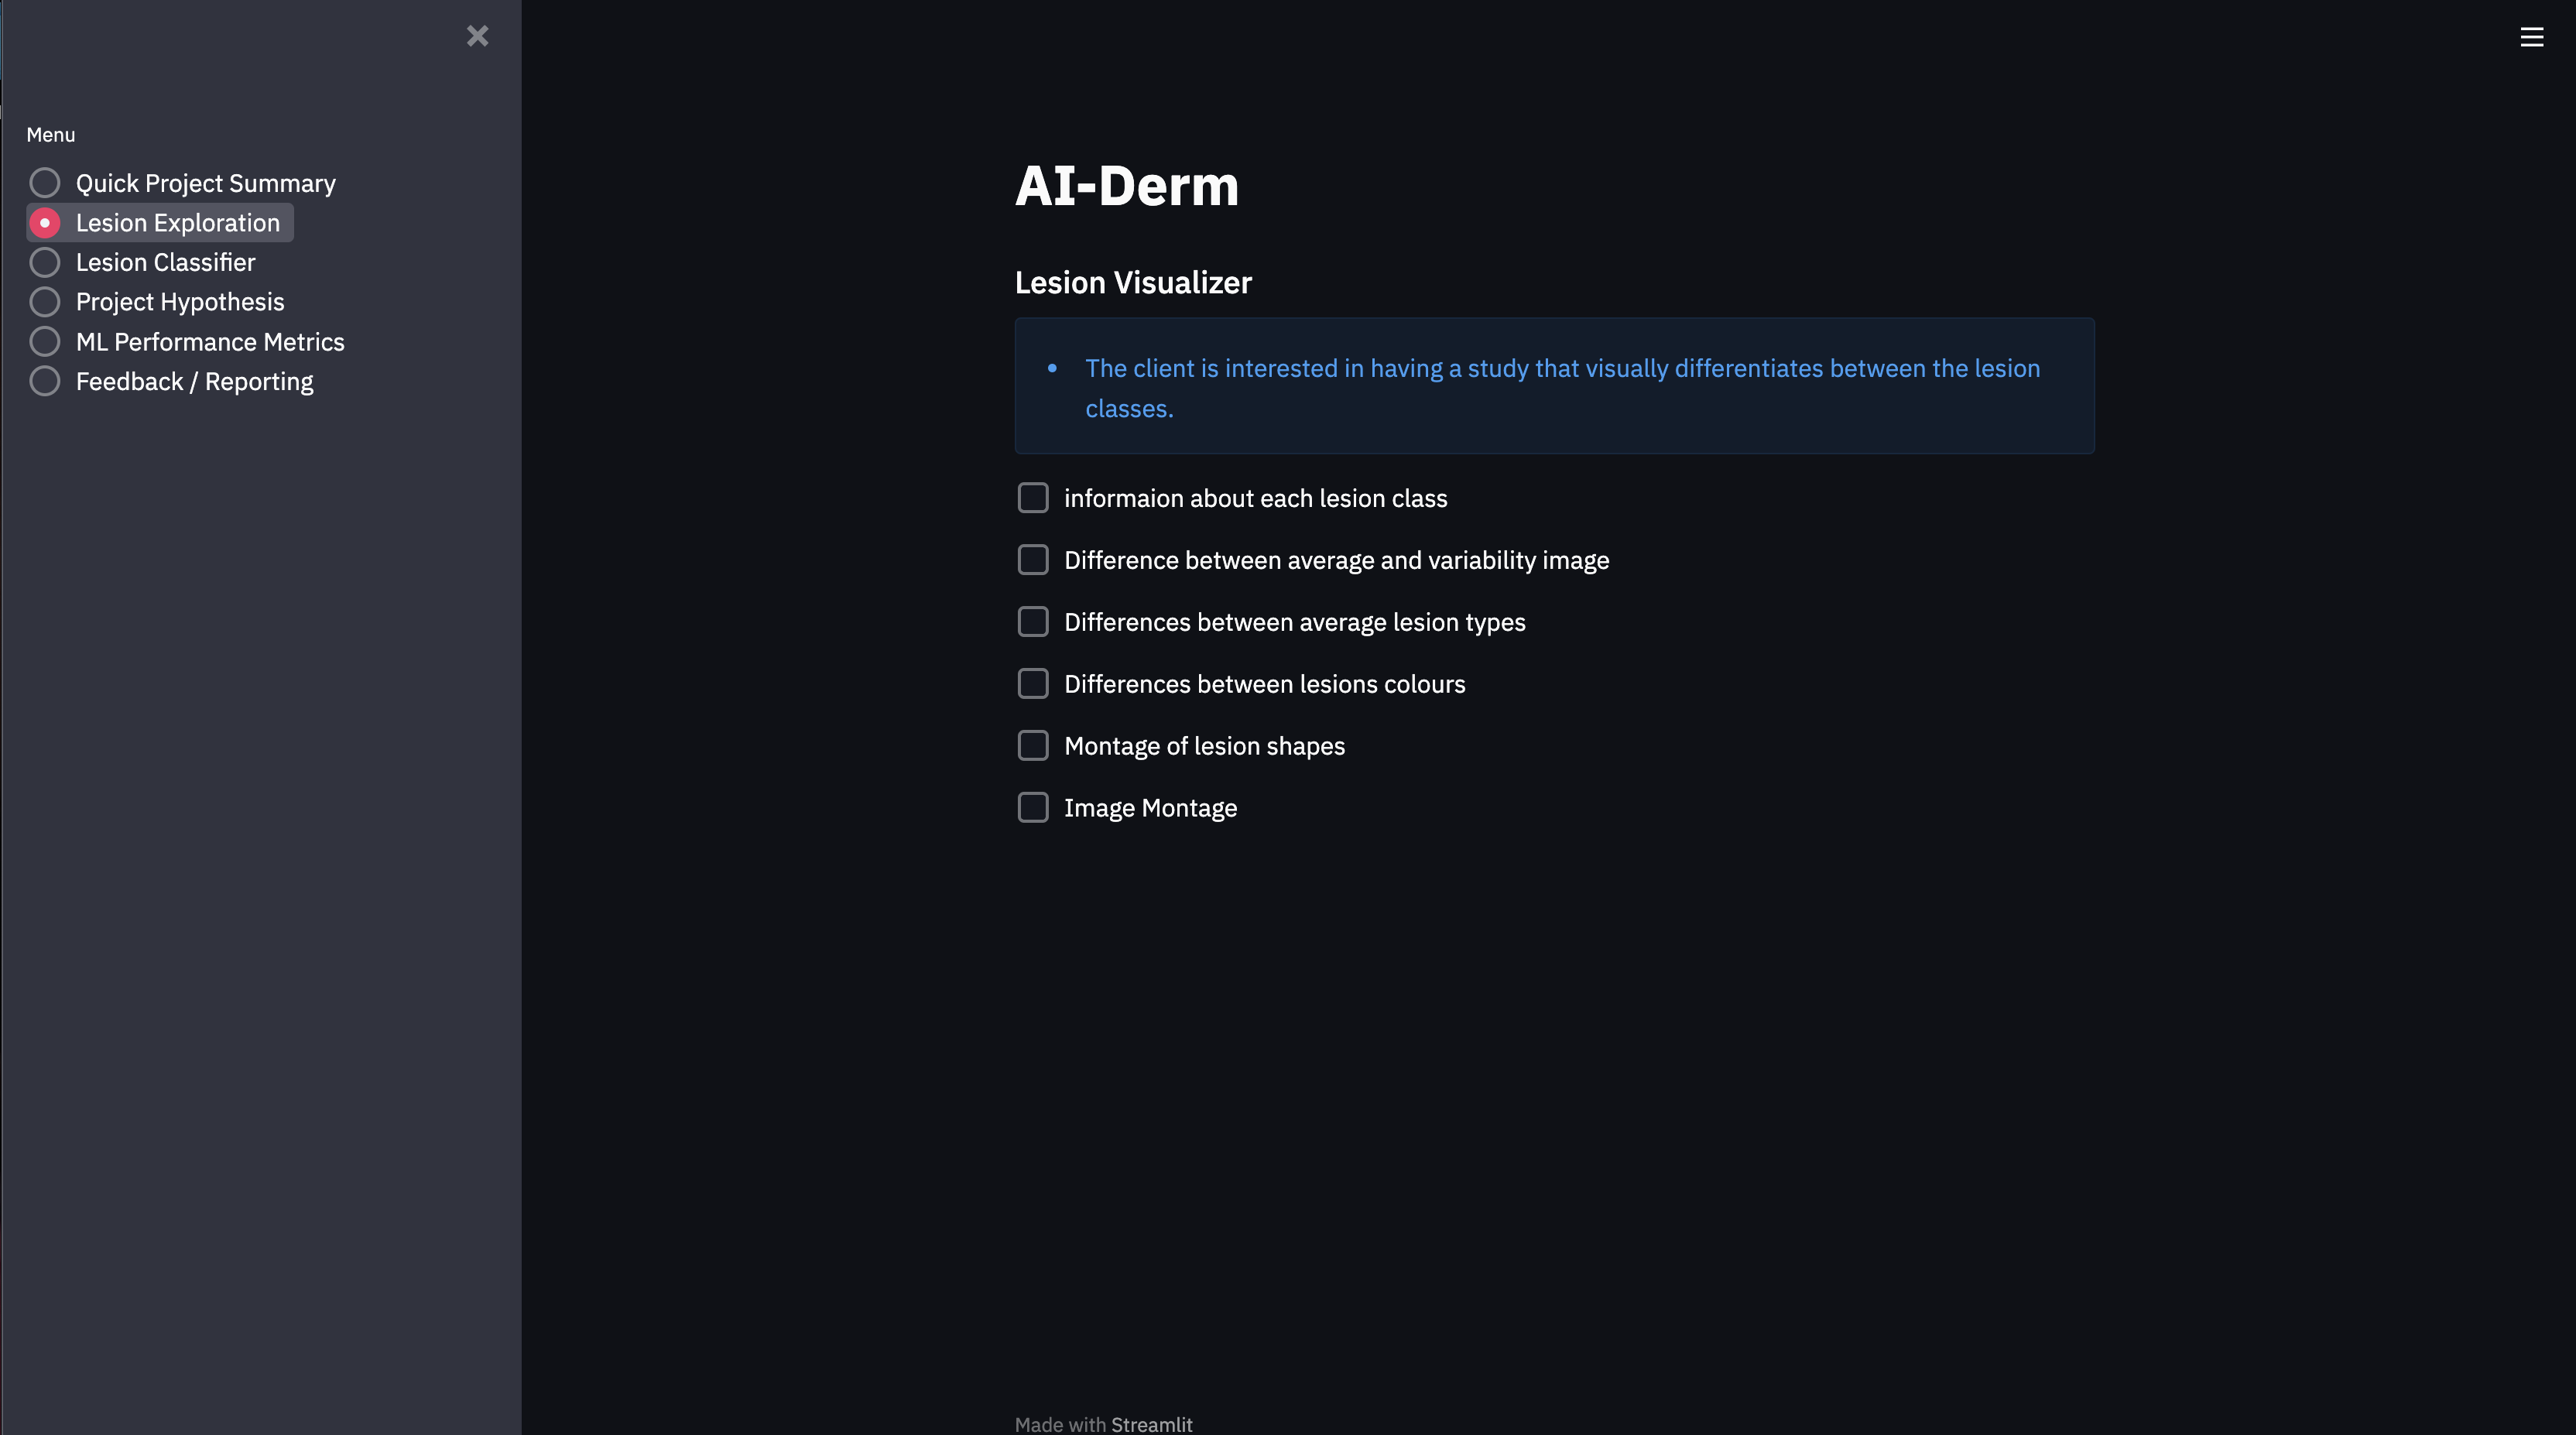 Menu
Quick Project Summary
Lesion Exploration
Lesion Classifier
Project Hypothesis
ML Performance Metrics
Feedback / Reporting
AI-Derm
Lesion Visualizer
• The client is interested in having a study that visually differentiates between the lesion
classes.
informaion about each lesion class
Difference between average and variability image
Differences between average lesion types
Differences between lesions colours
Montage of lesion shapes
Image Montage
Made with Streamlit